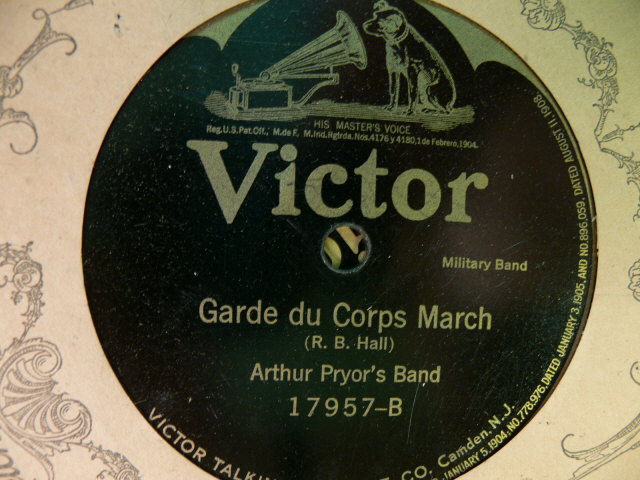 HIS MASTER'S VOICE
Reg.U.S.Pat.Off., M.de F. M.Ind.Rgtrda.Nos.4176 y 4180,1 de Febrero,1904.
Victor
Military Band
Garde du Corps March
(R. B. Hall)
Arthur Pryor's Band
17957-B
VICTOR TALKIN
E CO. Camden, N.J.
JANUARY 5,1904, NO.778,976,DATED JANUARY 3,1905, AND NO.896,059, DATED AUGUST 11,1908.